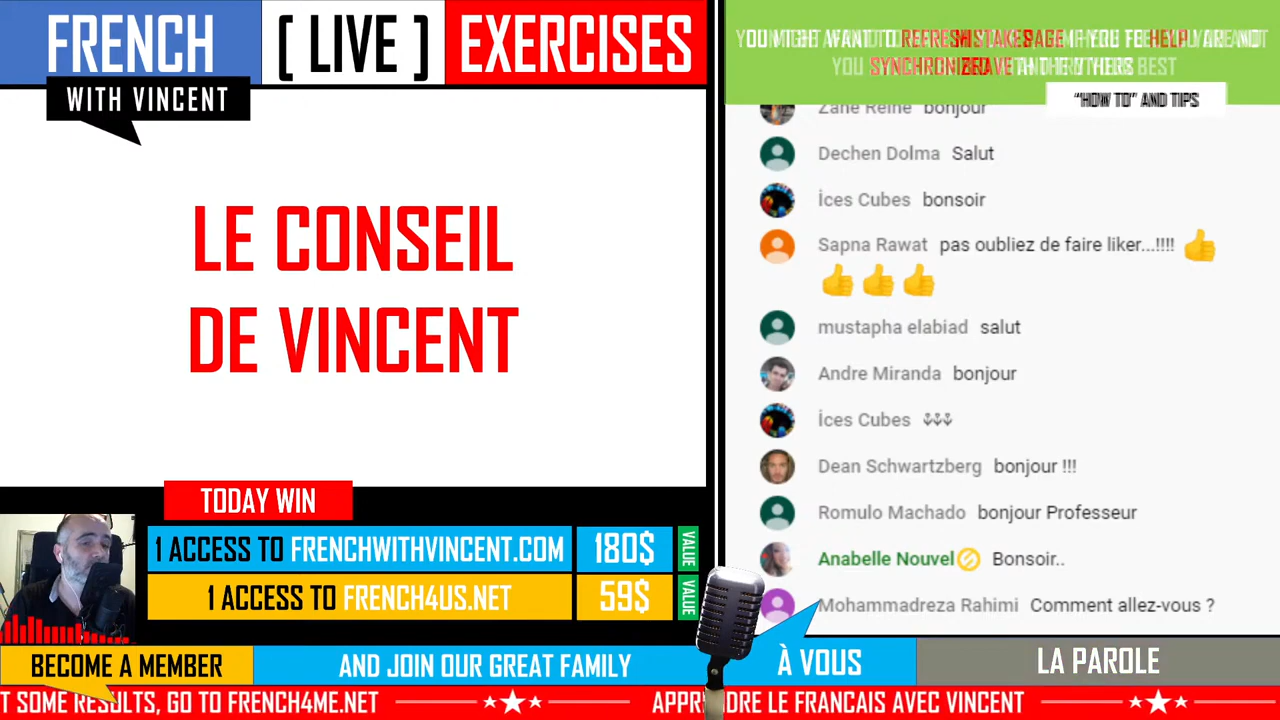 FRENCH
[ LIVE ]
EXERCISES
WITH VINCENT
LE CONSEIL
DE VINCENT
TODAY WIN
1 ACCESS TO FRENCHWITHVINCENT.COM
180$
VALUE
1 ACCESS TO FRENCH4US.NET
59$
VALUE
BECOME A MEMBER
AND JOIN OUR GREAT FAMILY
"HOW TO" AND TIPS
Zane Reine bonjour
Dechen Dolma Salut
İces Cubes bonsoir
Sapna Rawat pas oubliez de faire liker...!!!! 👍
👍👍👍
mustapha elabiad salut
Andre Miranda bonjour
İces Cubes
Dean Schwartzberg bonjour !!!
Romulo Machado bonjour Professeur
Anabelle Nouvel Bonsoir..
Mohammadreza Rahimi Comment allez-vous ?
À VOUS
LA PAROLE
T SOME RESULTS, GO TO FRENCH4ME.NET
APPR DRE LE FRANCAIS AVEC VINCENT